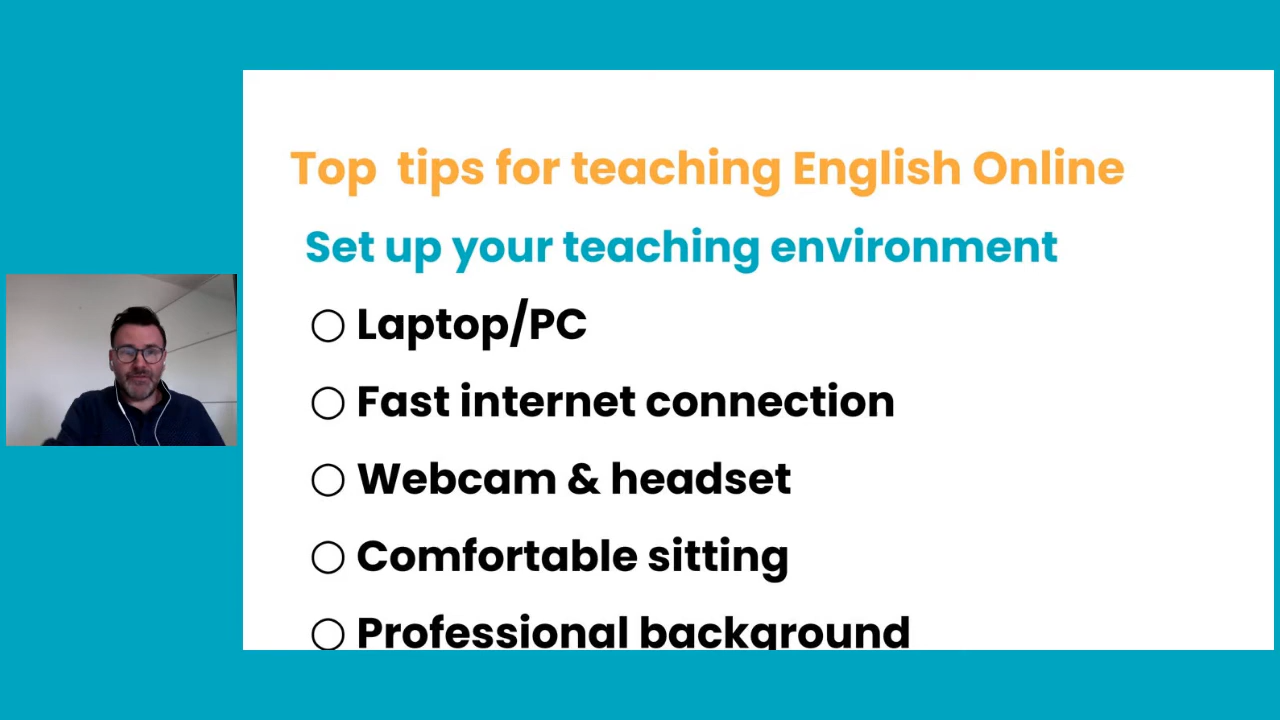 Top tips for teaching English Online
Set up your teaching environment
Laptop/PC
Fast internet connection
Webcam & headset
Comfortable sitting
Professional background